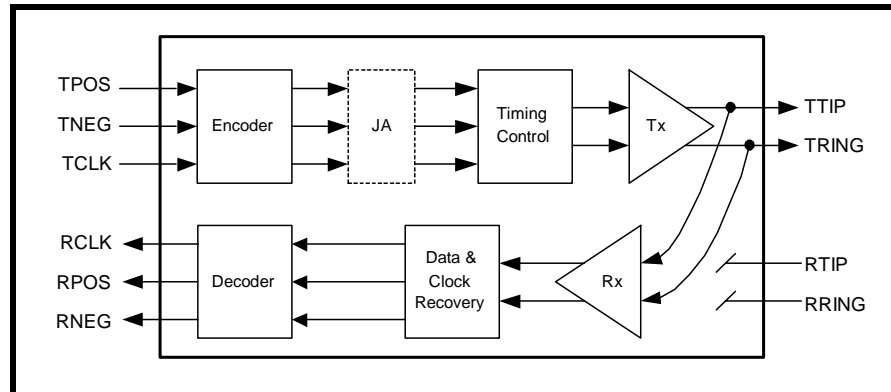 TPOS
TNEG
TCLK
Encoder
JA
Timing
Control
Tx
TTIP
TRING
RCLK
RPOS
RNEG
Decoder
Data &
Clock
Recovery
Rx
RTIP
RRING